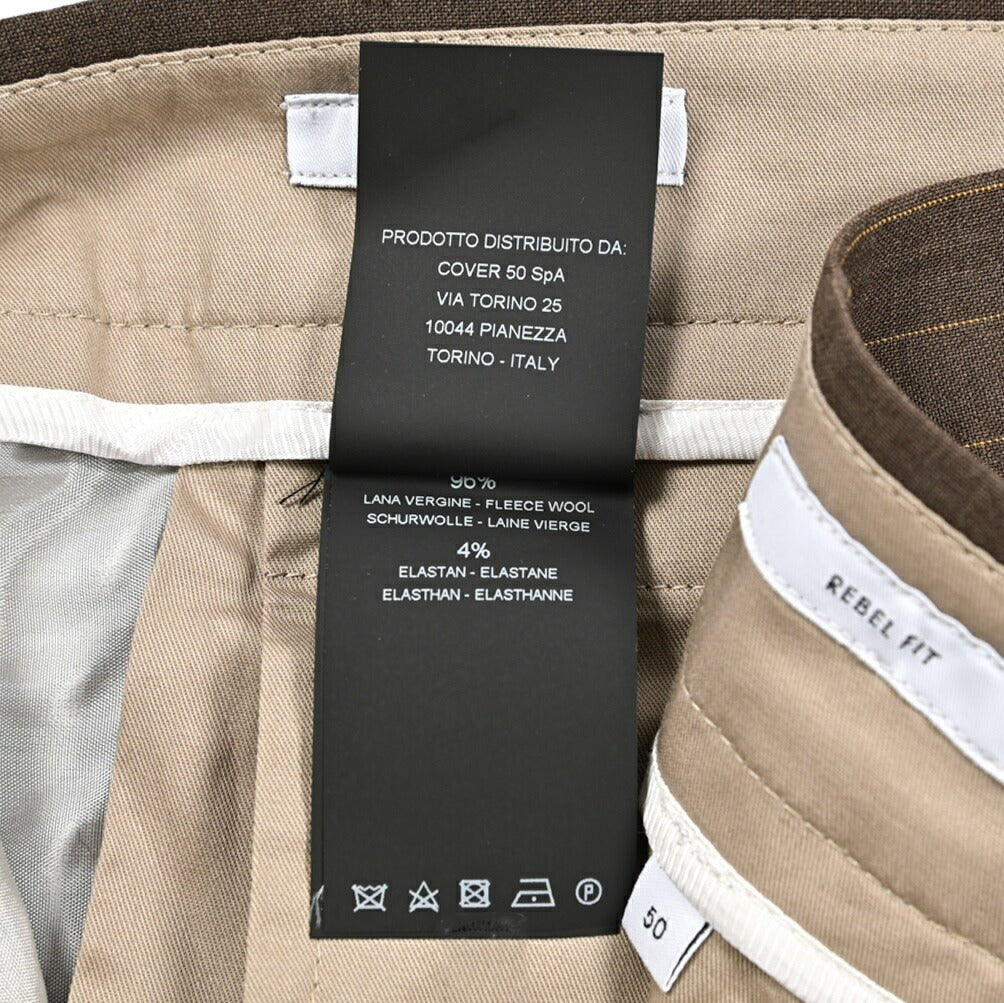 PRODOTTO DISTRIBUITO DA:
COVER 50 SpA
VIA TORINO 25
10044 PIANEZZA
TORINO - ITALY
96%
LANA VERGINE - FLEECE WOOL
SCHURWOLLE - LAINE VIERGE
4%
ELASTAN - ELASTANE
ELASTHAN - ELASTHANNE
P
REBEL FIT
50